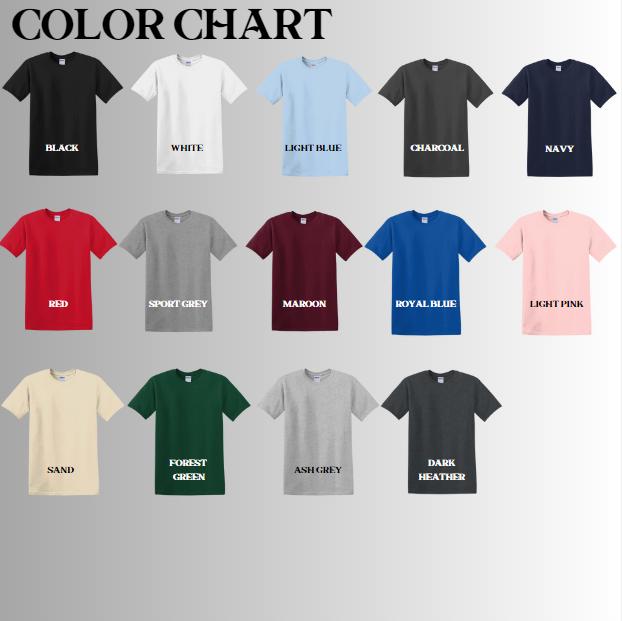 COLOR CHART
BLACK
WHITE
LIGHT BLUE
CHARCOAL
NAVY
RED
SPORT GREY
MAROON
ROYAL BLUE
LIGHT PINK
SAND
FOREST
GREEN
ASH GREY
DARK
HEATHER